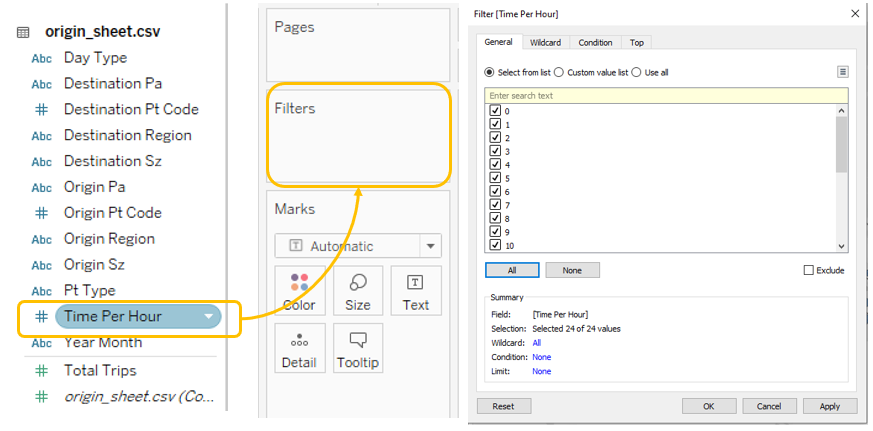 origin_sheet.csv
Abc Day Type
Abc Destination Pa
# Destination Pt Code
Abc Destination Region
Abc Destination Sz
Abc Origin Pa
# Origin Pt Code
Abc Origin Region
Abc Origin Sz
Abc Pt Type
# Time Per Hour
Abc Year Month
# Total Trips
# origin_sheet.csv (Co...
Pages
Filters
Marks
T Automatic
Color Size T Text
Detail Tooltip
Filter [Time Per Hour]
General Wildcard Condition Top
Select from list Custom value list Use all
Enter search text
0
1
2
3
4
5
6
7
8
9
10
All None Exclude
Summary
Field: [Time Per Hour]
Selection: Selected 24 of 24 values
Wildcard: All
Condition: None
Limit: None
Reset OK Cancel Apply